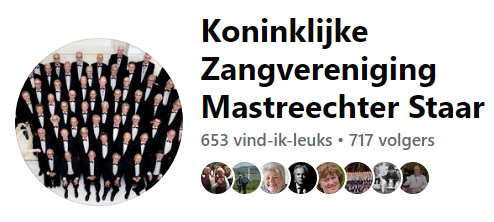 Koninklijke
Zangvereniging
Mastreechter Staar
653 vind-ik-leuks • 717 volgers